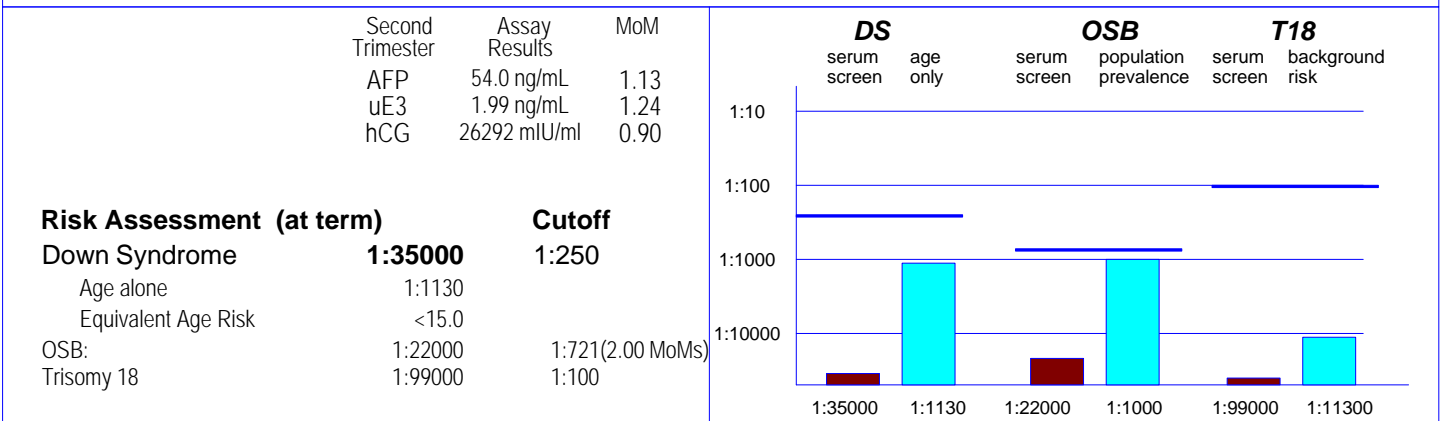 Second Trimester Assay Results MoM
AFP 54.0 ng/mL 1.13
uE3 1.99 ng/mL 1.24
hCG 26292 mIU/ml 0.90
Risk Assessment (at term) Cutoff
Down Syndrome 1:35000 1:250
Age alone 1:1130
Equivalent Age Risk <15.0
OSB: 1:22000 1:721(2.00 MoMs)
Trisomy 18 1:99000 1:100
DS OSB T18
serum age serum population serum background
screen only screen prevalence screen risk
1:10
1:100
1:1000
1:10000
1:35000 1:1130 1:22000 1:1000 1:99000 1:11300